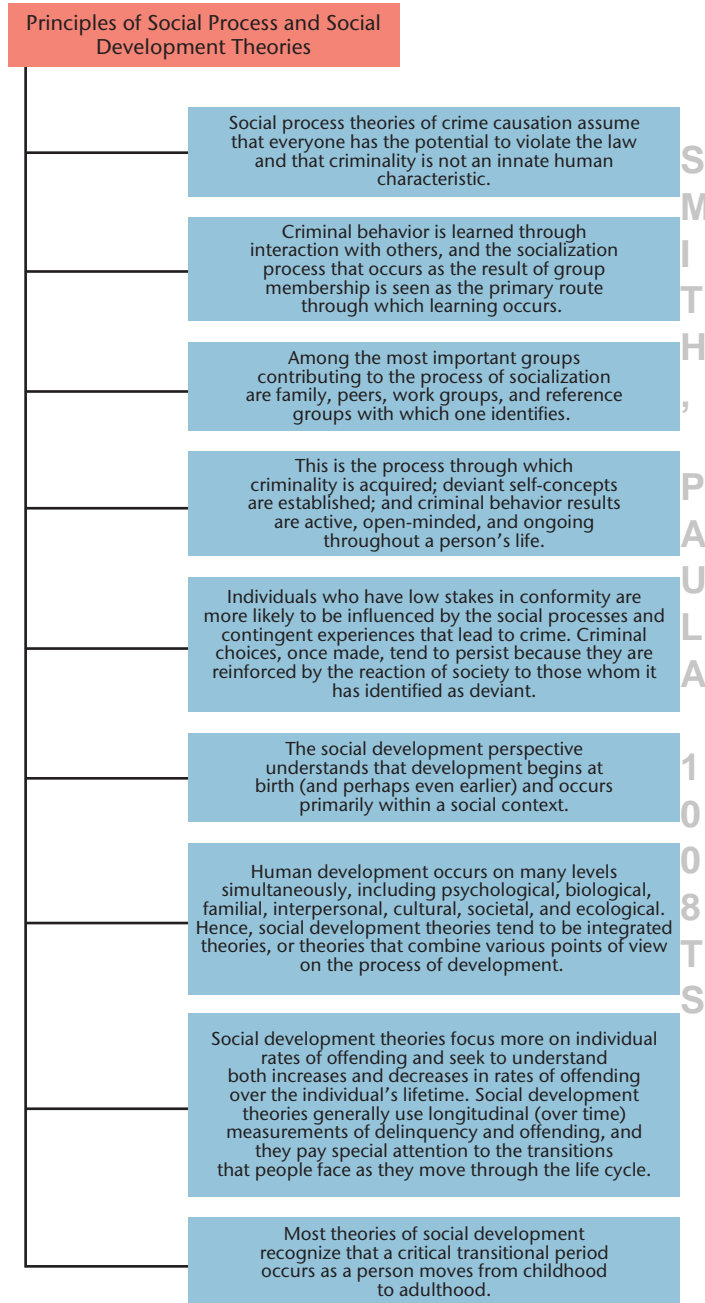 Principles of Social Process and Social
Development Theories
Social process theories of crime causation assume
that everyone has the potential to violate the law
and that criminality is not an innate human
characteristic.
Criminal behavior is learned through
interaction with others, and the socialization
process that occurs as the result of group
membership is seen as the primary route
through which learning occurs.
Among the most important groups
contributing to the process of socialization
are family, peers, work groups, and reference
groups with which one identifies.
This is the process through which
criminality is acquired; deviant self-concepts
are established; and criminal behavior results
are active, open-minded, and ongoing
throughout a person's life.
Individuals who have low stakes in conformity are
more likely to be influenced by the social processes and
contingent experiences that lead to crime. Criminal
choices, once made, tend to persist because they are
reinforced by the reaction of society to those whom it
has identified as deviant.
The social development perspective
understands that development begins at
birth (and perhaps even earlier) and occurs
primarily within a social context.
Human development occurs on many levels
simultaneously, including psychological, biological,
familial, interpersonal, cultural, societal, and ecological.
Hence, social development theories tend to be integrated
theories, or theories that combine various points of view
on the process of development.
Social development theories focus more on individual
rates of offending and seek to understand
both increases and decreases in rates of offending
over the individual's lifetime. Social development
theories generally use longitudinal (over time)
measurements of delinquency and offending, and
they pay special attention to the transitions
that people face as they move through the life cycle.
Most theories of social development
recognize that a critical transitional period
occurs as a person moves from childhood
to adulthood.
SMITH, PAULA 1008TS